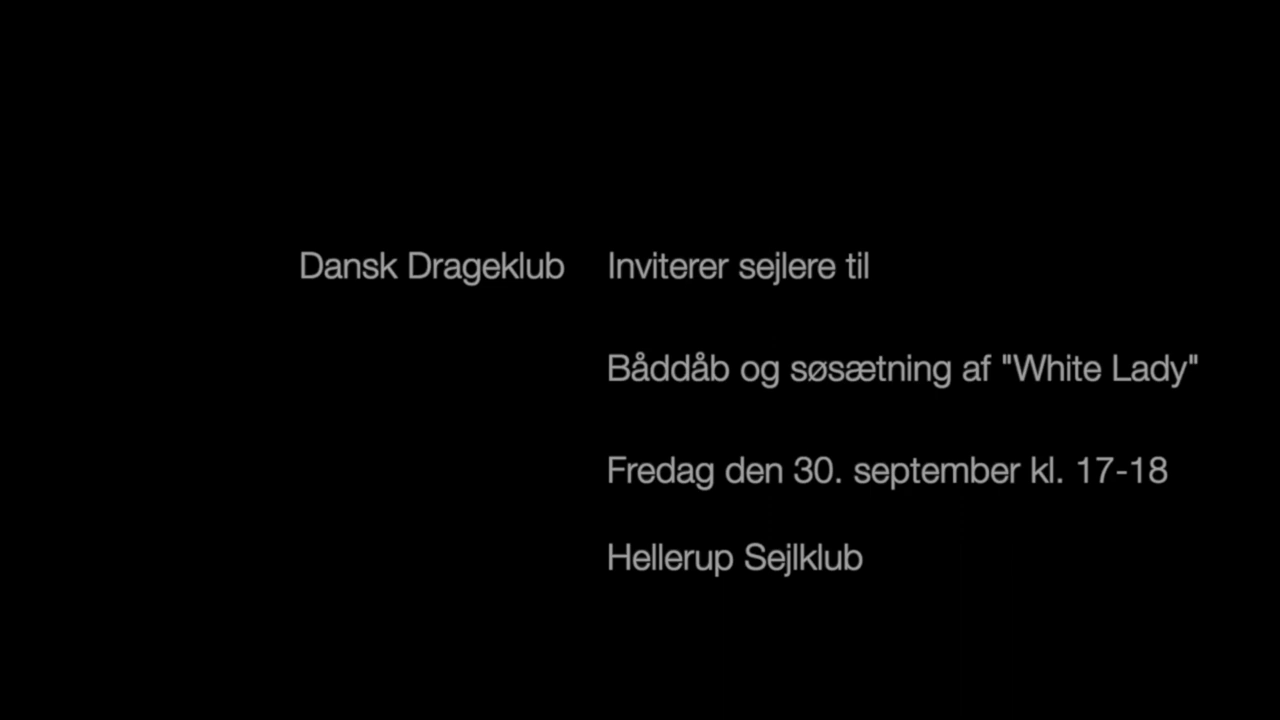 Dansk Drageklub Inviterer sejlere til
Båddåb og søsætning af "White Lady"
Fredag den 30. september kl. 17-18
Hellerup Sejlklub